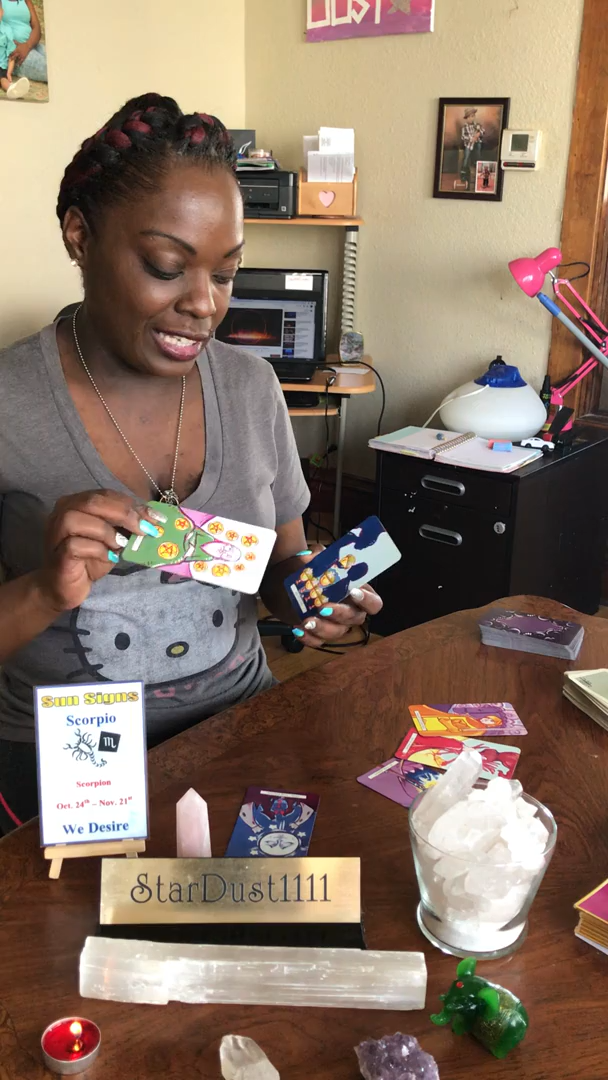 Sun Signs
Scorpio
♏
Scorpion
Oct. 24th – Nov. 21st
We Desire
StarDust1111